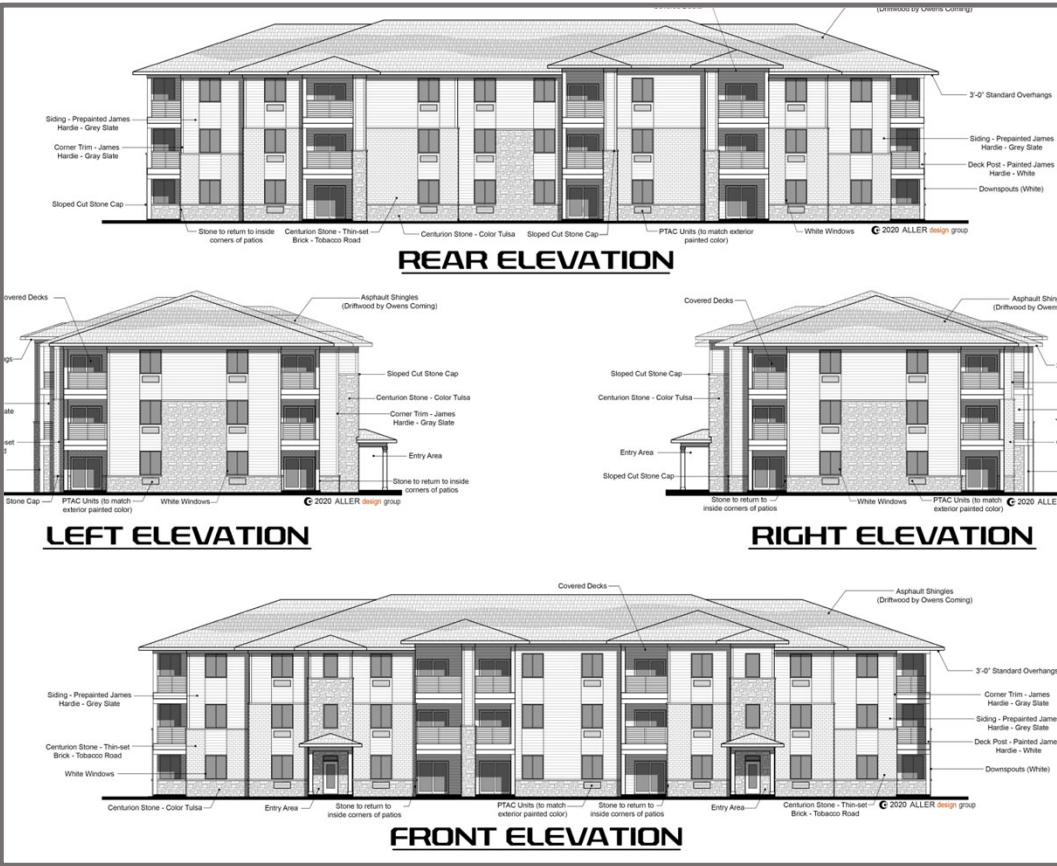 (Driftwood by Owens Corning)
3'-0" Standard Overhangs
Siding - Prepainted James
Hardie - Grey Slate
Corner Trim - James
Hardie - Gray Slate
Siding - Prepainted James
Hardie - Grey Slate
Deck Post - Painted James
Hardie - White
Downspouts (White)
Sloped Cut Stone Cap
Stone to return to inside
corners of patios
Centurion Stone - Thin-set
Brick - Tobacco Road
Centurion Stone - Color Tulsa
Sloped Cut Stone Cap
PTAC Units (to match exterior
painted color)
White Windows
© 2020 ALLER design group
REAR ELEVATION
overed Decks
Asphault Shingles
(Driftwood by Owens Corning)
Sloped Cut Stone Cap
Centurion Stone - Color Tulsa
Corner Trim - James
Hardie - Gray Slate
Entry Area
Stone to return to inside
corners of patios
Stone Cap
PTAC Units (to match
exterior painted color)
White Windows
© 2020 ALLER design group
LEFT ELEVATION
Covered Decks
Asphault Shin
(Driftwood by Owens
Sloped Cut Stone Cap
Centurion Stone - Color Tulsa
Entry Area
Sloped Cut Stone Cap
Stone to return to
inside corners of patios
White Windows
PTAC Units (to match
exterior painted color)
© 2020 ALLER
RIGHT ELEVATION
Covered Decks
Asphault Shingles
(Driftwood by Owens Corning)
3'-0" Standard Overhangs
Siding - Prepainted James
Hardie - Grey Slate
Corner Trim - James
Hardie - Gray Slate
Siding - Prepainted James
Hardie - Grey Slate
Centurion Stone - Thin-set
Brick - Tobacco Road
Deck Post - Painted James
Hardie - White
White Windows
Downspouts (White)
Centurion Stone - Color Tulsa
Entry Area
Stone to return to
inside corners of patios
PTAC Units (to match
exterior painted color)
Stone to return to
inside corners of patios
Entry Area
Centurion Stone - Thin-set
Brick - Tobacco Road
© 2020 ALLER design group
FRONT ELEVATION